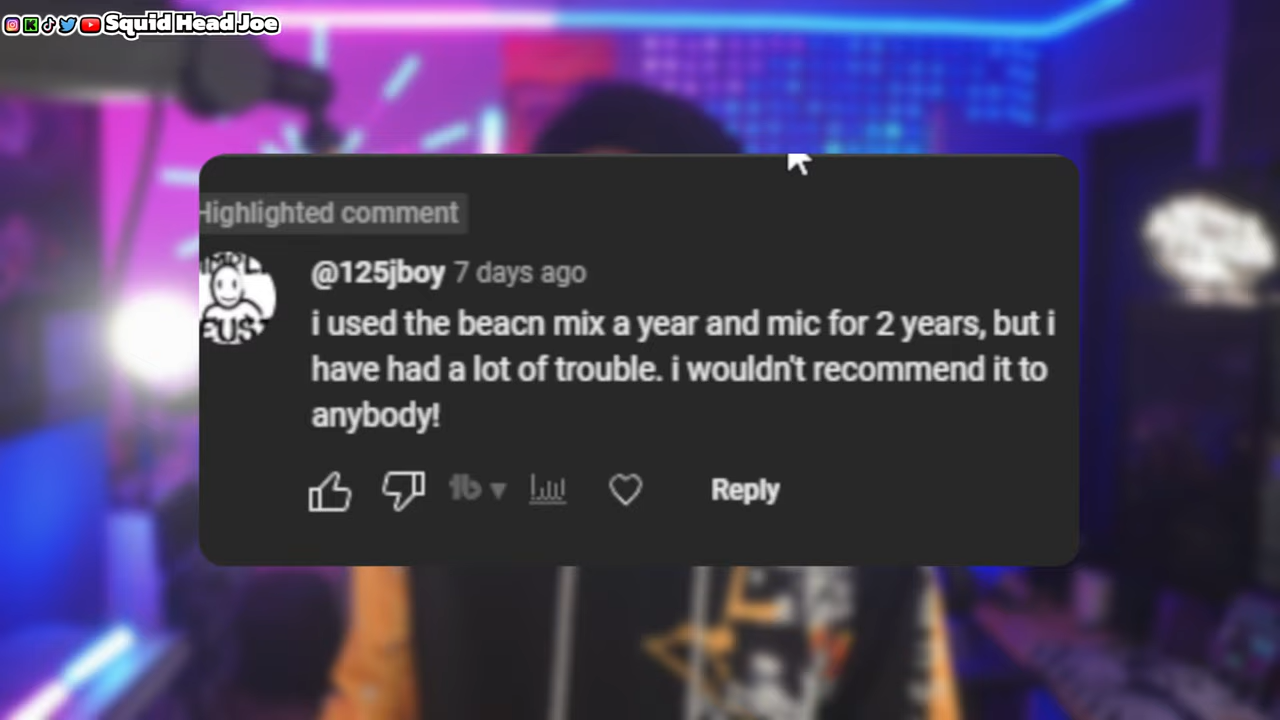 Squid Head Joe
Highlighted comment
@125jboy 7 days ago
i used the beacn mix a year and mic for 2 years, but i
have had a lot of trouble. i wouldn't recommend it to
anybody!
Reply